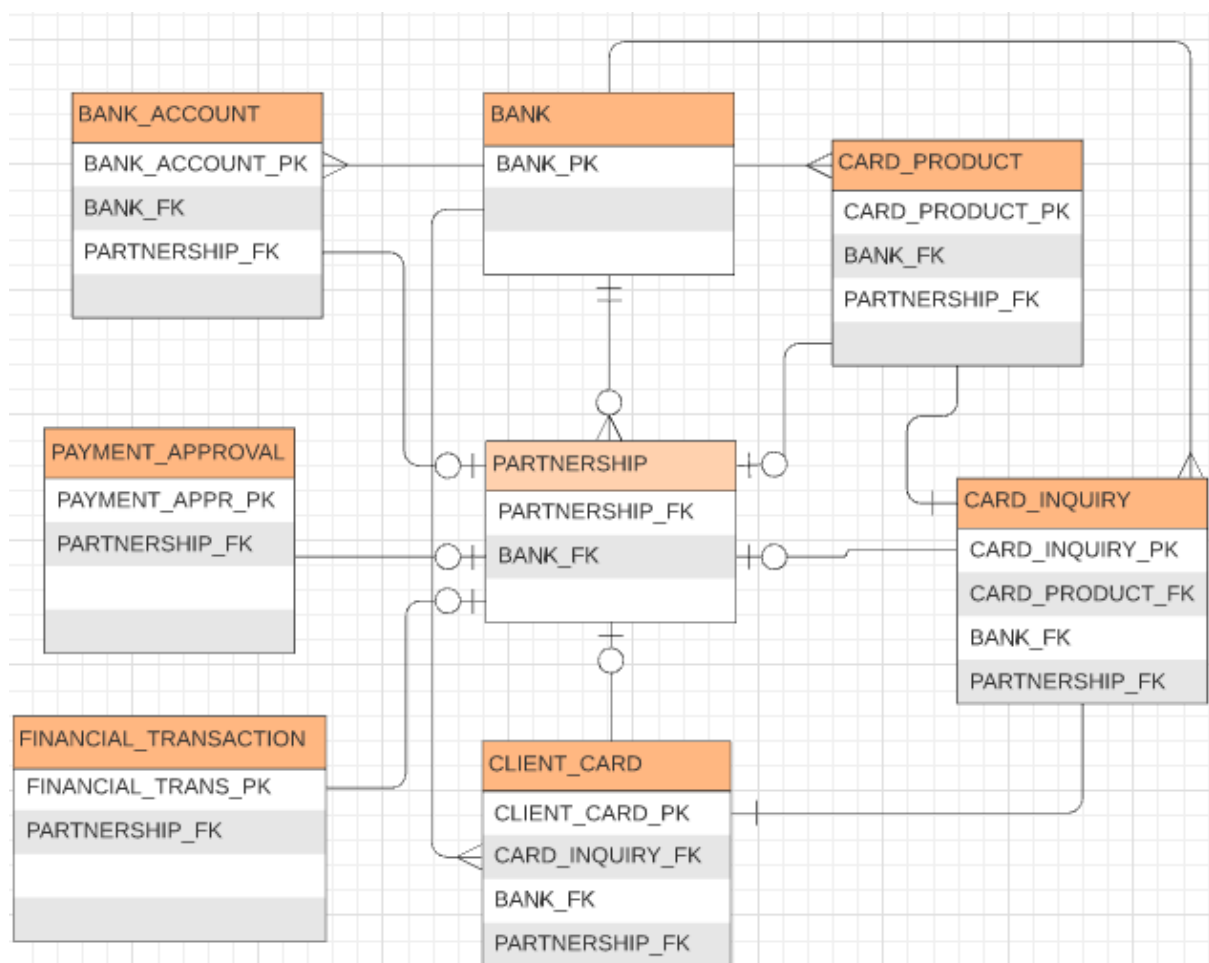 BANK_ACCOUNT
BANK_ACCOUNT_PK
BANK_FK
PARTNERSHIP_FK
BANK
BANK_PK
CARD_PRODUCT
CARD_PRODUCT_PK
BANK_FK
PARTNERSHIP_FK
PAYMENT_APPROVAL
PAYMENT_APPR_PK
PARTNERSHIP_FK
PARTNERSHIP
PARTNERSHIP_FK
BANK_FK
CARD_INQUIRY
CARD_INQUIRY_PK
CARD_PRODUCT_FK
BANK_FK
PARTNERSHIP_FK
FINANCIAL_TRANSACTION
FINANCIAL_TRANS_PK
PARTNERSHIP_FK
CLIENT_CARD
CLIENT_CARD_PK
CARD_INQUIRY_FK
BANK_FK
PARTNERSHIP_FK